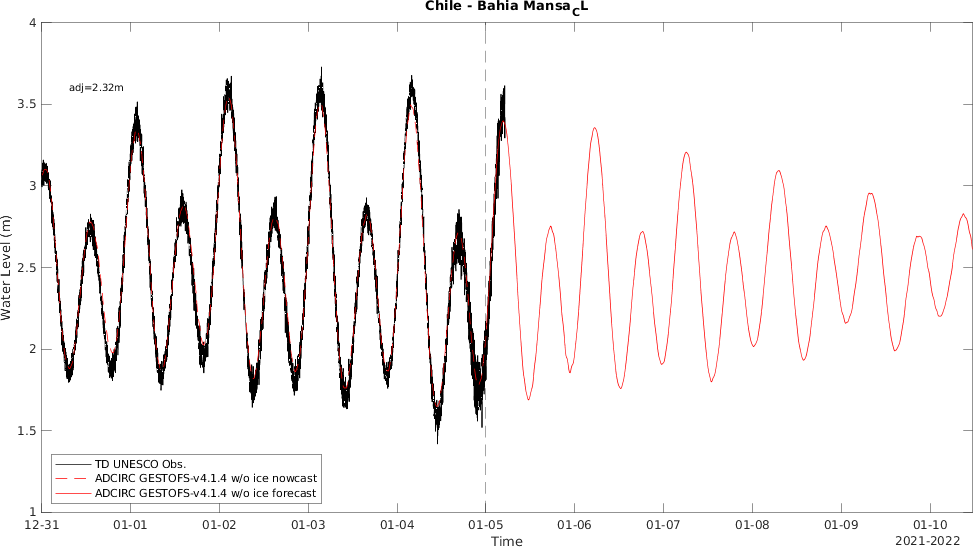 Chile - Bahia MansaCL
4
adj=2.32m
3.5
3
2.5
2
1.5
1
Water Level (m)
TD UNESCO Obs.
ADCIRC GESTOFS-v4.1.4 w/o ice nowcast
ADCIRC GESTOFS-v4.1.4 w/o ice forecast
12-31 01-01 01-02 01-03 01-04 01-05 01-06 01-07 01-08 01-09 01-10
Time
2021-2022